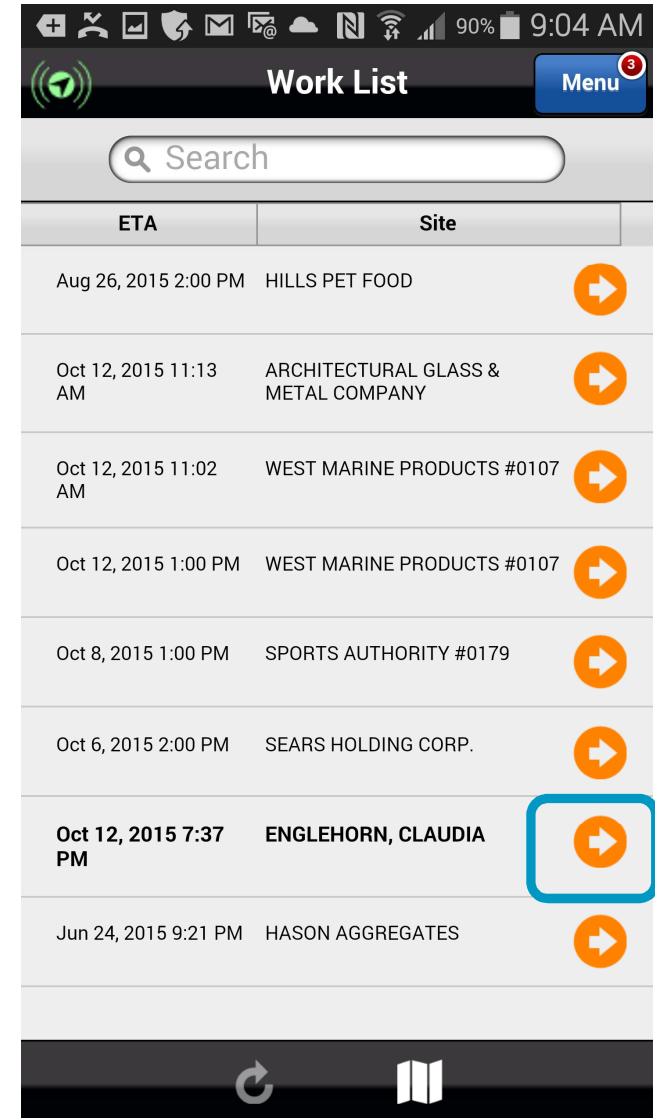 90% 9:04 AM
Work List
Menu
3
Search
ETA Site
Aug 26, 2015 2:00 PM HILLS PET FOOD
Oct 12, 2015 11:13 ARCHITECTURAL GLASS &
AM METAL COMPANY
Oct 12, 2015 11:02 WEST MARINE PRODUCTS #0107
AM
Oct 12, 2015 1:00 PM WEST MARINE PRODUCTS #0107
Oct 8, 2015 1:00 PM SPORTS AUTHORITY #0179
Oct 6, 2015 2:00 PM SEARS HOLDING CORP.
Oct 12, 2015 7:37 ENGLEHORN, CLAUDIA
PM
Jun 24, 2015 9:21 PM HASON AGGREGATES